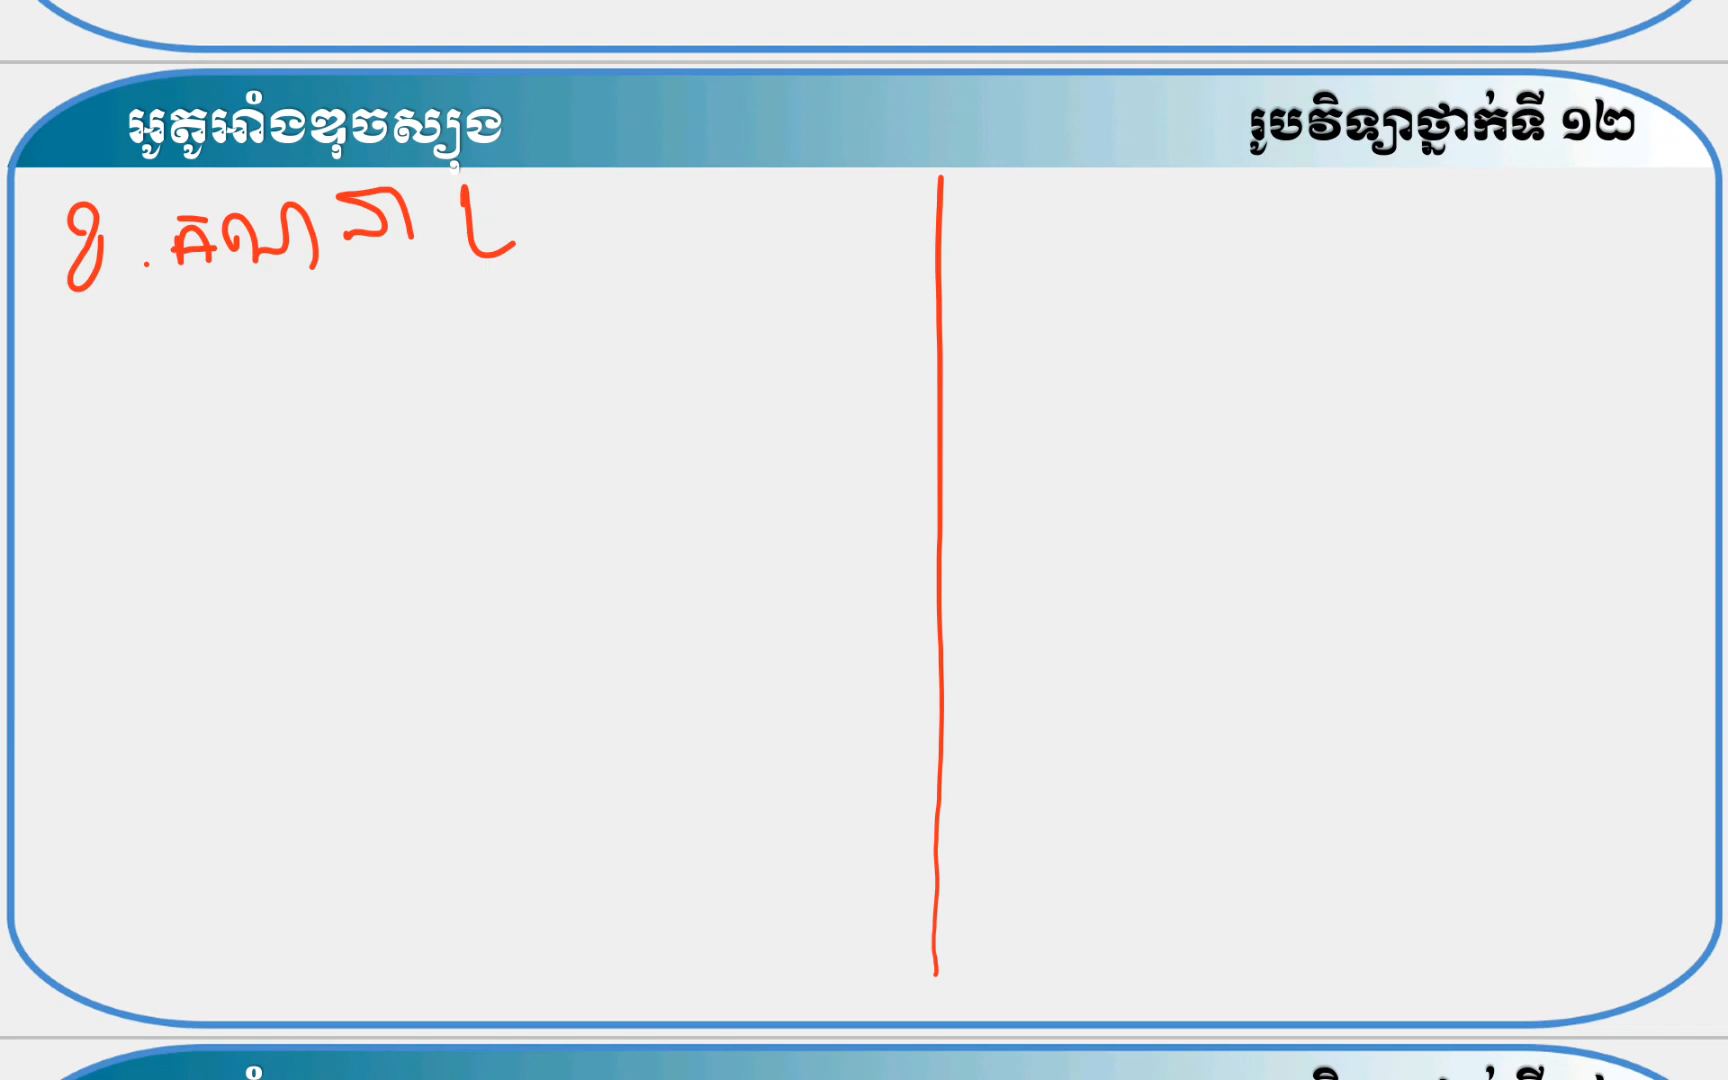 អូតូអាំងឌុចស្យុង
រូបវិទ្យាថ្នាក់ទី ១២
ខ. គណនា L